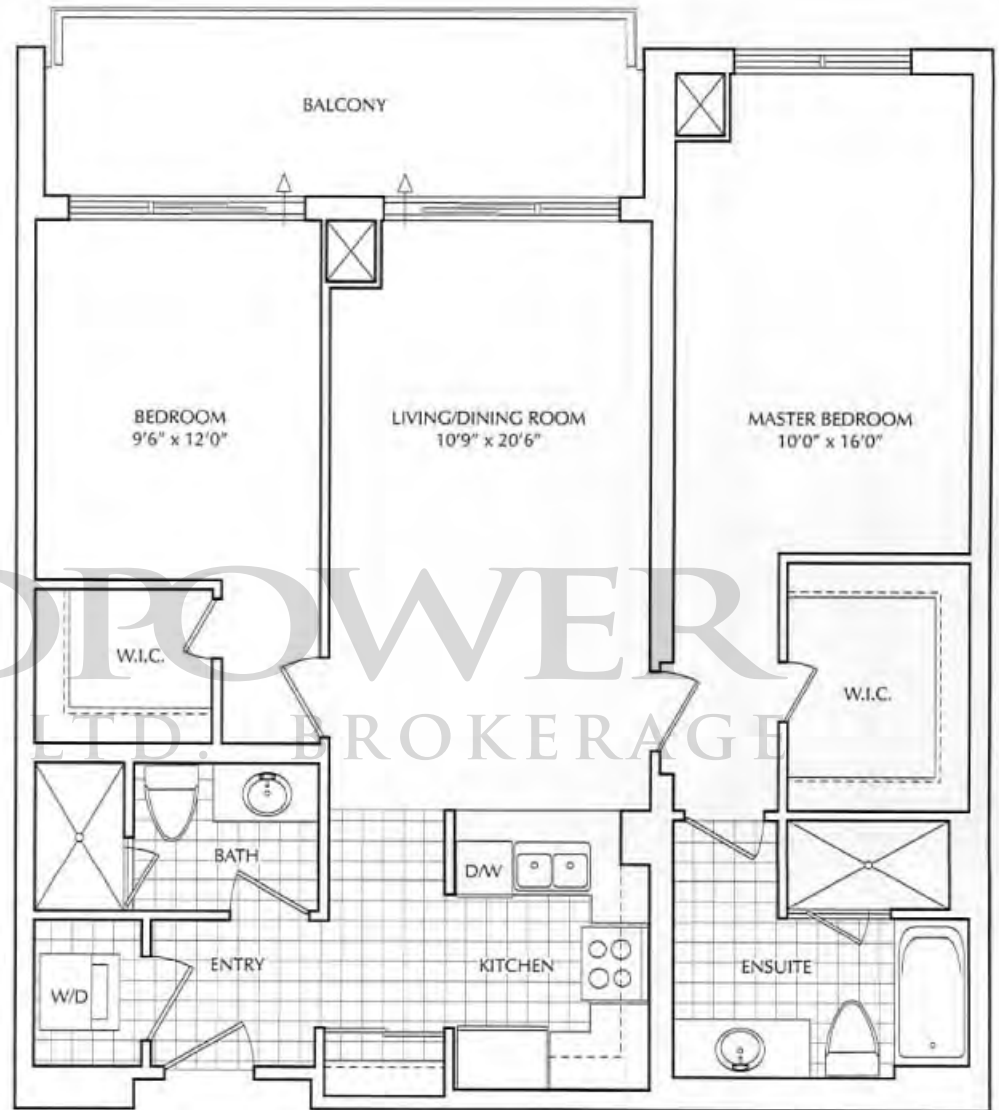 BALCONY
BEDROOM
9'6" x 12'0"
LIVING/DINING ROOM
10'9" x 20'6"
MASTER BEDROOM
10'0" x 16'0"
W.I.C.
W.I.C.
OPOWER
LTD. BROKERAGE
BATH
D/W
ENTRY
KITCHEN
ENSUITE
W/D